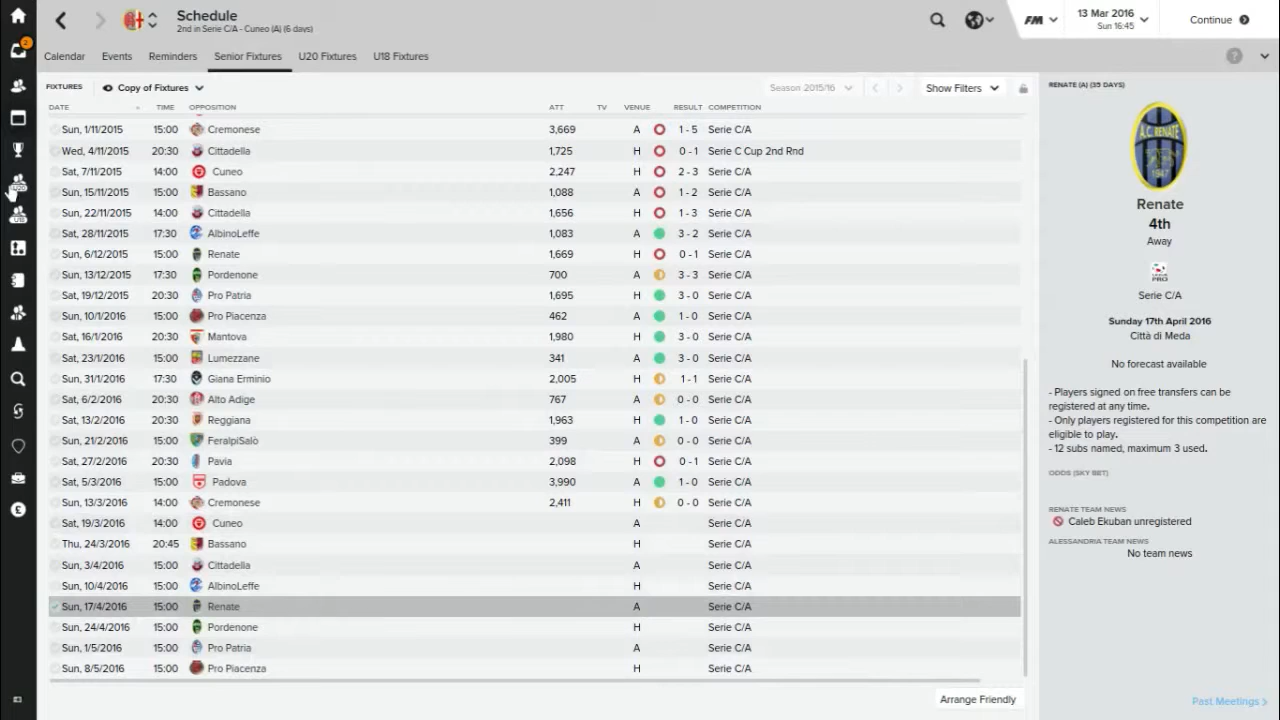 Schedule
2nd in Serie C/A - Cuneo (A) (6 days)
FM
13 Mar 2016
Sun 16:45
Continue
2
Calendar Events Reminders Senior Fixtures U20 Fixtures U18 Fixtures
?
FIXTURES Copy of Fixtures Season 2015/16 Show Filters
DATE TIME OPPOSITION ATT TV VENUE RESULT COMPETITION
Sun, 1/11/2015 15:00 Cremonese 3,669 A 1 - 5 Serie C/A
Wed, 4/11/2015 20:30 Cittadella 1,725 H 0 - 1 Serie C Cup 2nd Rnd
Sat, 7/11/2015 14:00 Cuneo 2,247 H 2 - 3 Serie C/A
Sun, 15/11/2015 15:00 Bassano 1,088 A 1 - 2 Serie C/A
Sun, 22/11/2015 14:00 Cittadella 1,656 H 1 - 3 Serie C/A
Sat, 28/11/2015 17:30 AlbinoLeffe 1,083 A 3 - 2 Serie C/A
Sun, 6/12/2015 15:00 Renate 1,669 H 0 - 1 Serie C/A
Sun, 13/12/2015 17:30 Pordenone 700 A 3 - 3 Serie C/A
Sat, 19/12/2015 20:30 Pro Patria 1,695 H 3 - 0 Serie C/A
Sun, 10/1/2016 15:00 Pro Piacenza 462 A 1 - 0 Serie C/A
Sat, 16/1/2016 20:30 Mantova 1,980 H 3 - 0 Serie C/A
Sat, 23/1/2016 15:00 Lumezzane 341 A 3 - 0 Serie C/A
Sun, 31/1/2016 17:30 Giana Erminio 2,005 H 1 - 1 Serie C/A
Sat, 6/2/2016 20:30 Alto Adige 767 A 0 - 0 Serie C/A
Sat, 13/2/2016 20:30 Reggiana 1,963 H 1 - 0 Serie C/A
Sun, 21/2/2016 15:00 FeralpiSalò 399 A 0 - 0 Serie C/A
Sat, 27/2/2016 20:30 Pavia 2,098 H 0 - 1 Serie C/A
Sat, 5/3/2016 15:00 Padova 3,990 A 1 - 0 Serie C/A
Sun, 13/3/2016 14:00 Cremonese 2,411 H 0 - 0 Serie C/A
Sat, 19/3/2016 14:00 Cuneo A Serie C/A
Thu, 24/3/2016 20:45 Bassano H Serie C/A
Sun, 3/4/2016 15:00 Cittadella A Serie C/A
Sun, 10/4/2016 15:00 AlbinoLeffe H Serie C/A
Sun, 17/4/2016 15:00 Renate A Serie C/A
Sun, 24/4/2016 15:00 Pordenone H Serie C/A
Sun, 1/5/2016 15:00 Pro Patria A Serie C/A
Sun, 8/5/2016 15:00 Pro Piacenza H Serie C/A
Arrange Friendly
RENATE (A) (35 DAYS)
A.C. RENATE
1947
Renate
4th
Away
PRO
Serie C/A
Sunday 17th April 2016
Città di Meda
No forecast available
- Players signed on free transfers can be
registered at any time.
- Only players registered for this competition are
eligible to play.
- 12 subs named, maximum 3 used.
ODDS (SKY BET)
RENATE TEAM NEWS
Caleb Ekuban unregistered
ALESSANDRIA TEAM NEWS
No team news
Past Meetings >